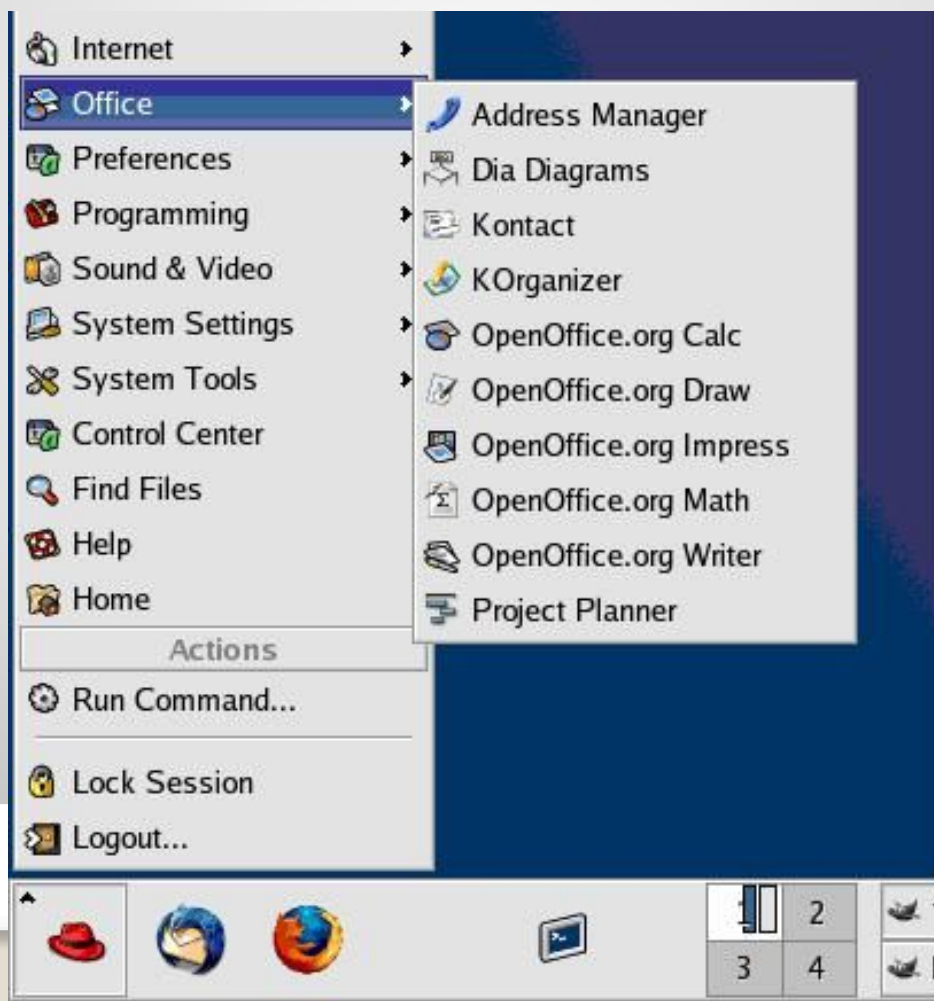 Internet
Office
Preferences
Programming
Sound & Video
System Settings
System Tools
Control Center
Find Files
Help
Home
Actions
Run Command...
Lock Session
Logout...
Address Manager
Dia Diagrams
Kontact
KOrganizer
OpenOffice.org Calc
OpenOffice.org Draw
OpenOffice.org Impress
OpenOffice.org Math
OpenOffice.org Writer
Project Planner
1 2
3 4